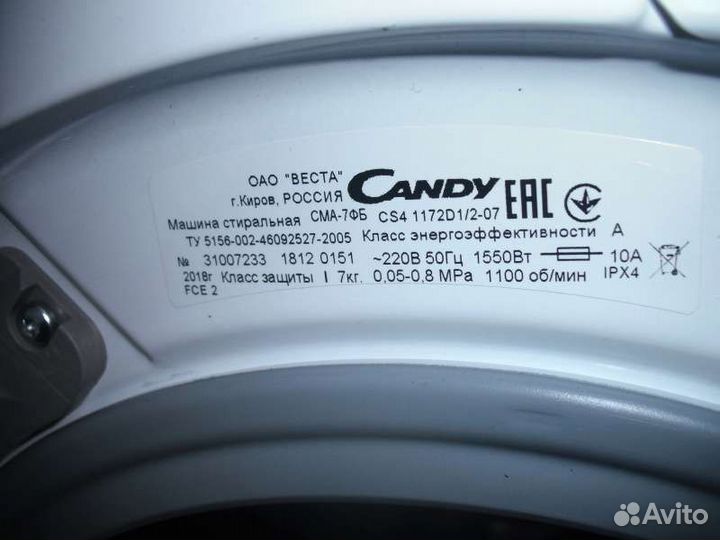 ОАО "ВЕСТА"
г.Киров, РОССИЯ
CANDY
EAC
Машина стиральная СМА-7ФБ CS4 1172D1/2-07
ТУ 5156-002-46092527-2005 Класс энергоэффективности А
№ 31007233 1812 0151 ~220В 50Гц 1550Вт 10А
2018г Класс защиты I 7кг. 0,05-0,8 MPa 1100 об/мин IPX4
FCE 2
Avito